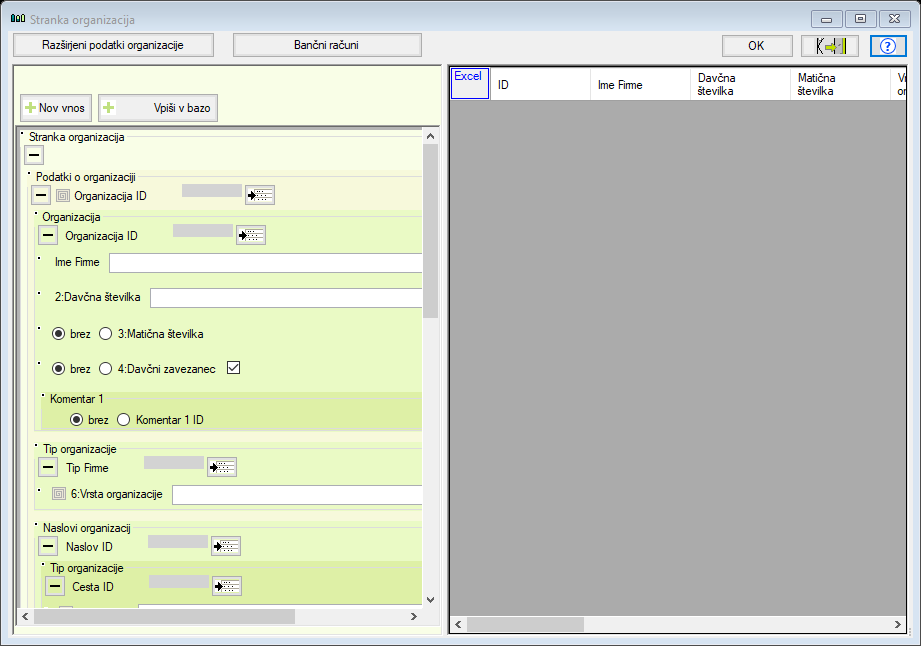 Stranka organizacija
Razširjeni podatki organizacije
Bančni računi
OK
Nov vnos
Vpiši v bazo
Stranka organizacija
Podatki o organizaciji
Organizacija ID
Organizacija
Organizacija ID
Ime Firme
2:Davčna številka
brez 3:Matična številka
brez 4:Davčni zavezanec
Komentar 1
brez Komentar 1 ID
Tip organizacije
Tip Firme
6:Vrsta organizacije
Naslovi organizacij
Naslov ID
Tip organizacije
Cesta ID
Excel
ID
Ime Firme
Davčna
številka
Matična
številka